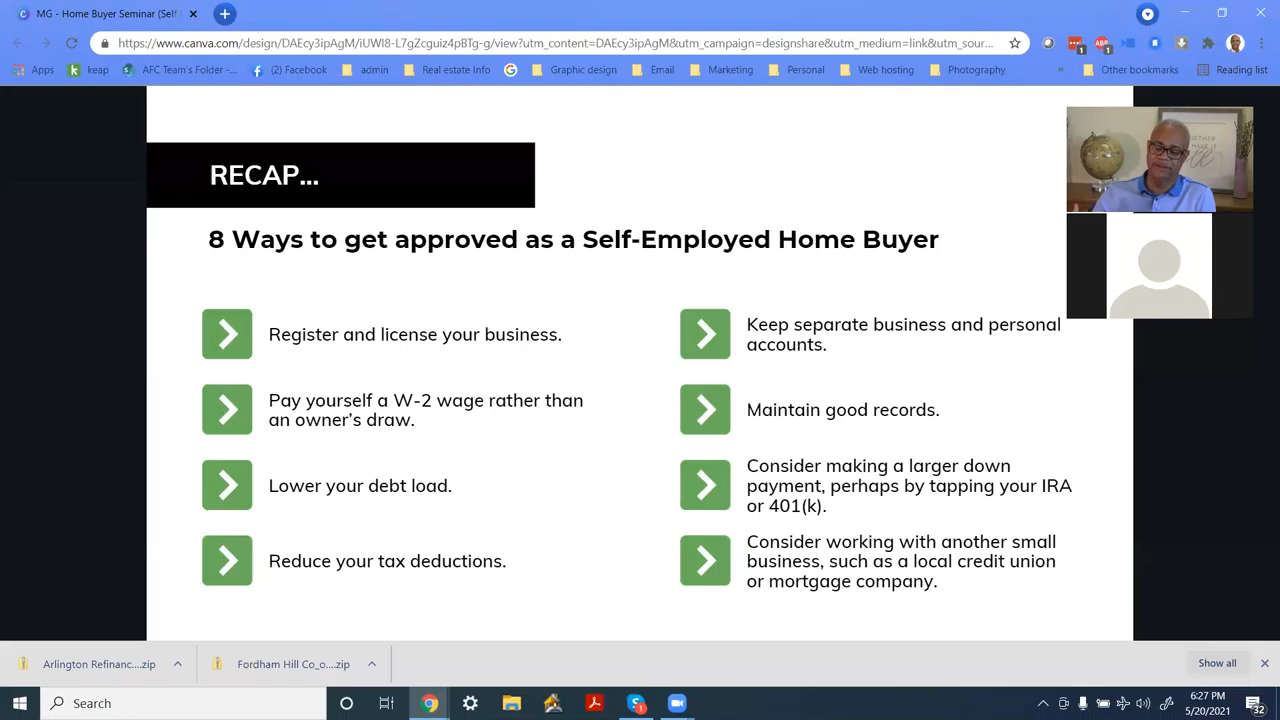 MG - Home Buyer Seminar (Self
https://www.canva.com/design/DAEcy3ipAgM/iUWI8-L7gZcguiz4pBTg-g/view?utm_content=DAEcy3ipAgM&utm_campaign=designshare&utm_medium=link&utm_sour...
1
ABP
1
Apps
keap
AFC Team's Folder -...
(2) Facebook
admin
Real estate Info
Graphic design
Email
Marketing
Personal
Web hosting
Photography
»
Other bookmarks
Reading list
RECAP...
8 Ways to get approved as a Self-Employed Home Buyer
Register and license your business.
Pay yourself a W-2 wage rather than
an owner's draw.
Lower your debt load.
Reduce your tax deductions.
Keep separate business and personal
accounts.
Maintain good records.
Consider making a larger down
payment, perhaps by tapping your IRA
or 401(k).
Consider working with another small
business, such as a local credit union
or mortgage company.
Arlington Refinanc....zip
Fordham Hill Co_o....zip
Show all
Search
6:27 PM
5/20/2021
32